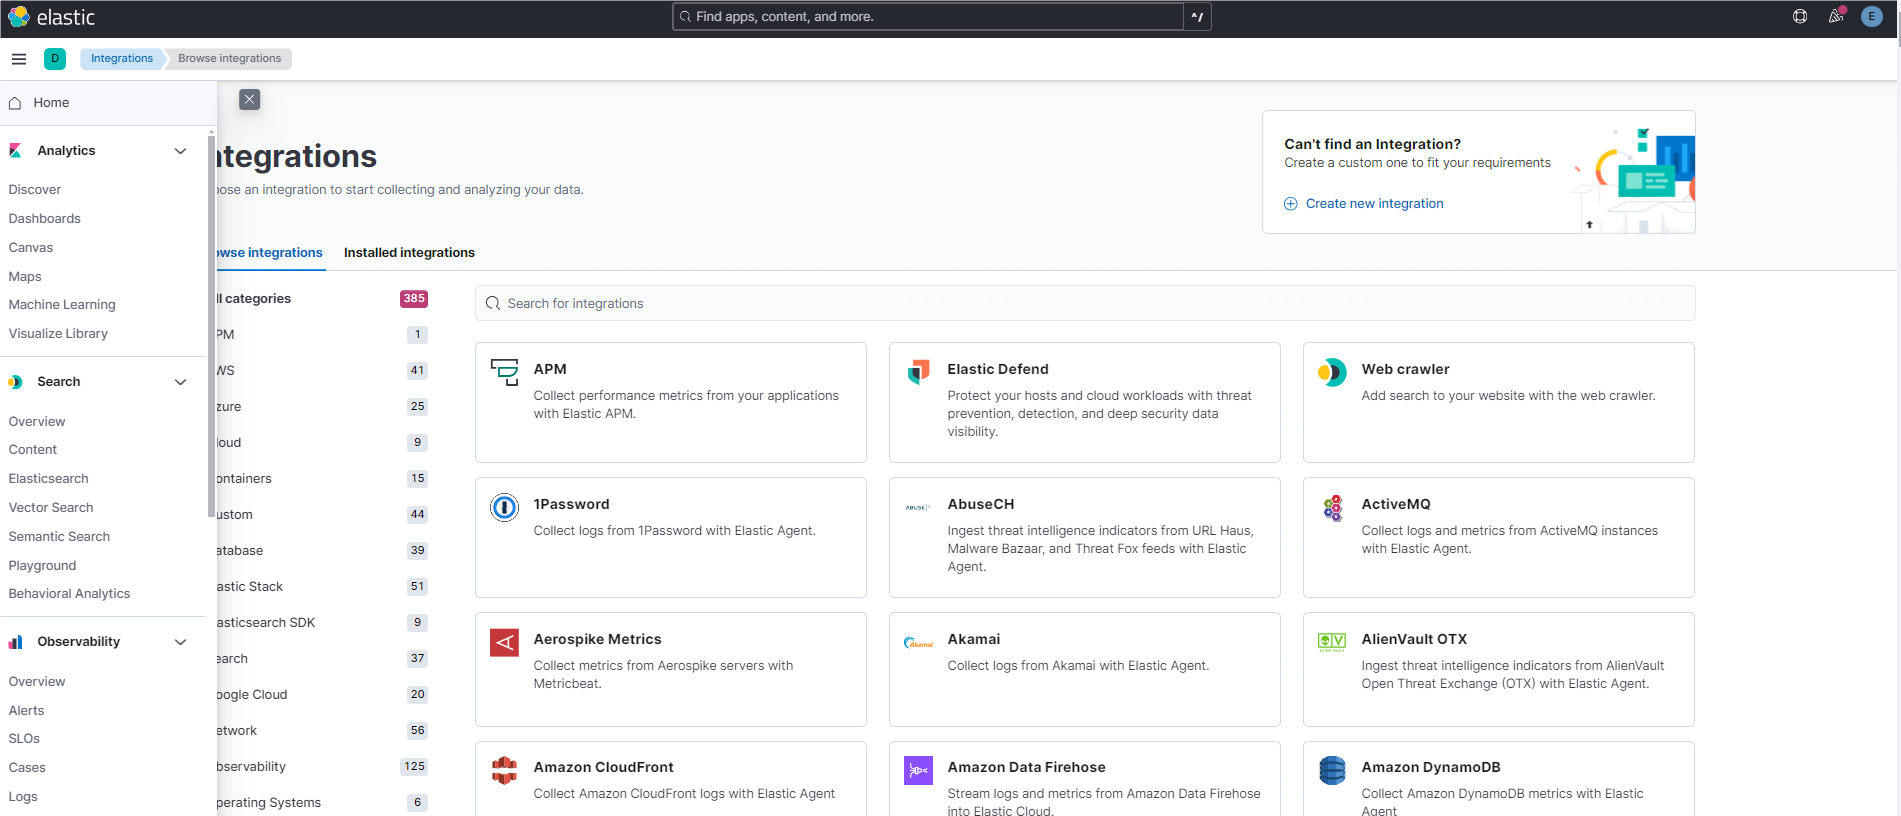 elastic
Find apps, content, and more.
^/
E
D
Integrations
Browse integrations
Home
Analytics
Discover
Dashboards
Canvas
Maps
Machine Learning
Visualize Library
Search
Overview
Content
Elasticsearch
Vector Search
Semantic Search
Playground
Behavioral Analytics
Observability
Overview
Alerts
SLOs
Cases
Logs
ntegrations
oose an integration to start collecting and analyzing your data.
Can't find an Integration?
Create a custom one to fit your requirements
Create new integration
owse integrations
Installed integrations
ll categories 385
PM 1
WS 41
zure 25
loud 9
ontainers 15
ustom 44
atabase 39
astic Stack 51
asticsearch SDK 9
earch 37
oogle Cloud 20
etwork 56
bservability 125
perating Systems 6
Search for integrations
APM
Collect performance metrics from your applications
with Elastic APM.
Elastic Defend
Protect your hosts and cloud workloads with threat
prevention, detection, and deep security data
visibility.
Web crawler
Add search to your website with the web crawler.
1Password
Collect logs from 1Password with Elastic Agent.
ABUSE
AbuseCH
Ingest threat intelligence indicators from URL Haus,
Malware Bazaar, and Threat Fox feeds with Elastic
Agent.
ActiveMQ
Collect logs and metrics from ActiveMQ instances
with Elastic Agent.
Aerospike Metrics
Collect metrics from Aerospike servers with
Metricbeat.
Akamai
Akamai
Collect logs from Akamai with Elastic Agent.
ALIEN VAULT
AlienVault OTX
Ingest threat intelligence indicators from AlienVault
Open Threat Exchange (OTX) with Elastic Agent.
Amazon CloudFront
Collect Amazon CloudFront logs with Elastic Agent
Amazon Data Firehose
Stream logs and metrics from Amazon Data Firehose
into Elastic Cloud.
Amazon DynamoDB
Collect Amazon DynamoDB metrics with Elastic
Agent